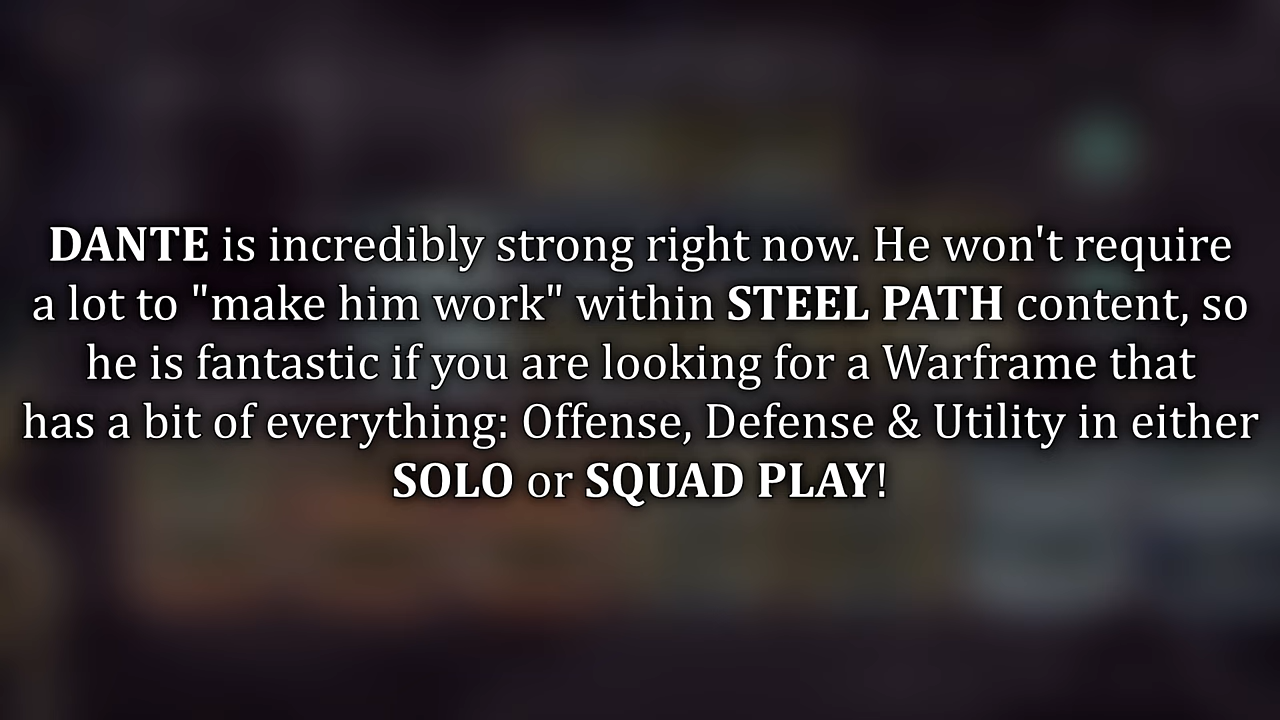 DANTE is incredibly strong right now. He won't require
a lot to "make him work" within STEEL PATH content, so
he is fantastic if you are looking for a Warframe that
has a bit of everything: Offense, Defense & Utility in either
SOLO or SQUAD PLAY!